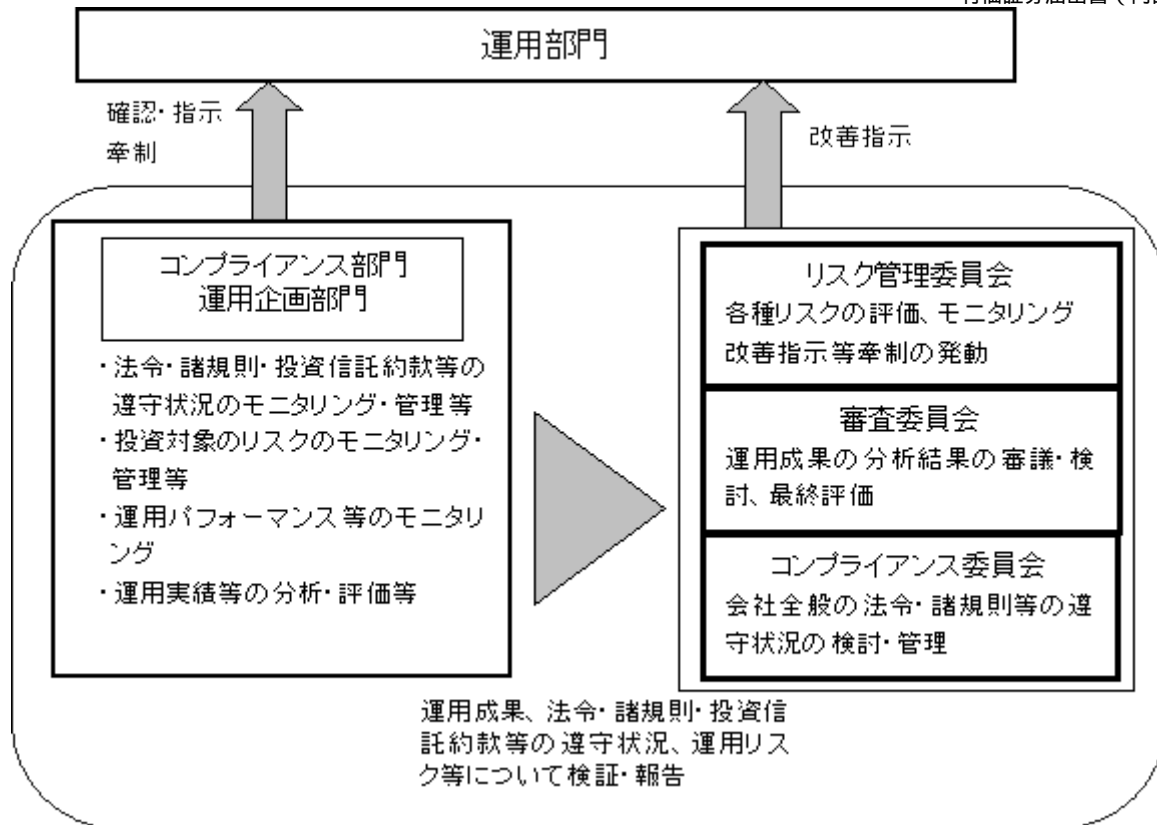 運用部門
確認・指示
牽制
改善指示
コンプライアンス部門
運用企画部門
・法令・諸規則・投資信託約款等の
遵守状況のモニタリング・管理等
・投資対象のリスクのモニタリング・
管理等
・運用パフォーマンス等のモニタリ
ング
・運用実績等の分析・評価等
リスク管理委員会
各種リスクの評価、モニタリング
改善指示等牽制の発動
審査委員会
運用成果の分析結果の審議・検
討、最終評価
コンプライアンス委員会
会社全般の法令・諸規則等の遵
守状況の検討・管理
運用成果、法令・諸規則・投資信
託約款等の遵守状況、運用リス
ク等について検証・報告